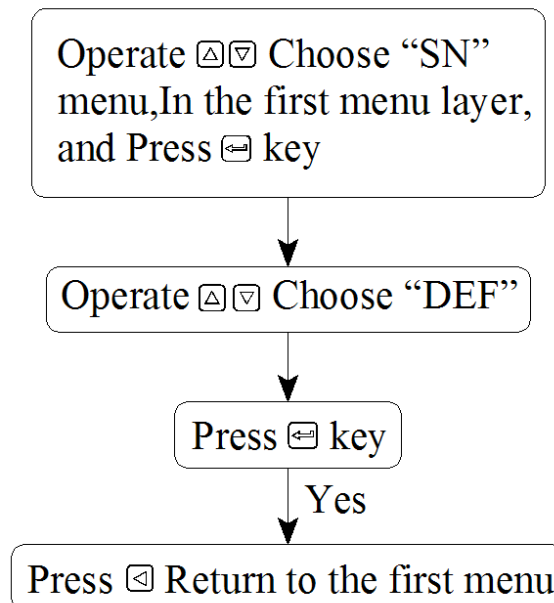 Operate △▽ Choose “SN”
menu,In the first menu layer,
and Press ↵ key
Operate △ ▽ Choose “DEF”
Press ↵ key
Yes
Press ◁ Return to the first menu